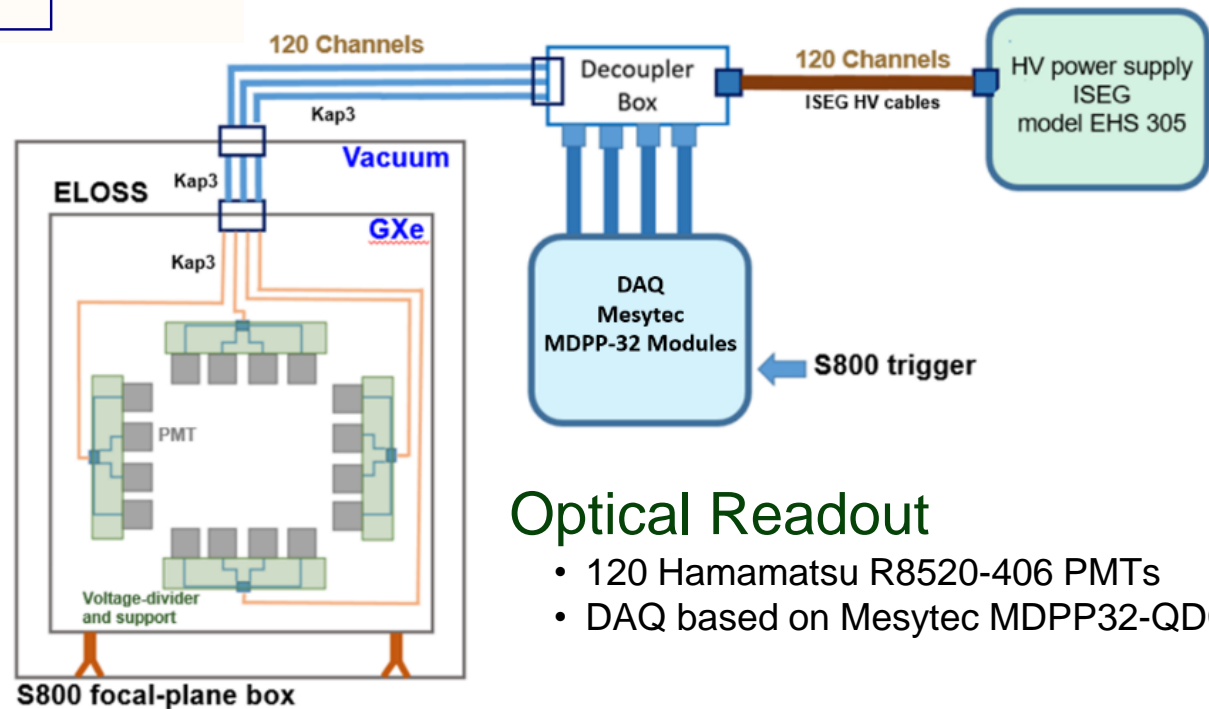 120 Channels
Kap3
Decoupler
Box
120 Channels
ISEG HV cables
HV power supply
ISEG
model EHS 305
Vacuum
ELOSS
Kap3
GXe
Kap3
PMT
Voltage-divider
and support
S800 focal-plane box
DAQ
Mesytec
MDPP-32 Modules
S800 trigger
Optical Readout
• 120 Hamamatsu R8520-406 PMTs
• DAQ based on Mesytec MDPP32-QD